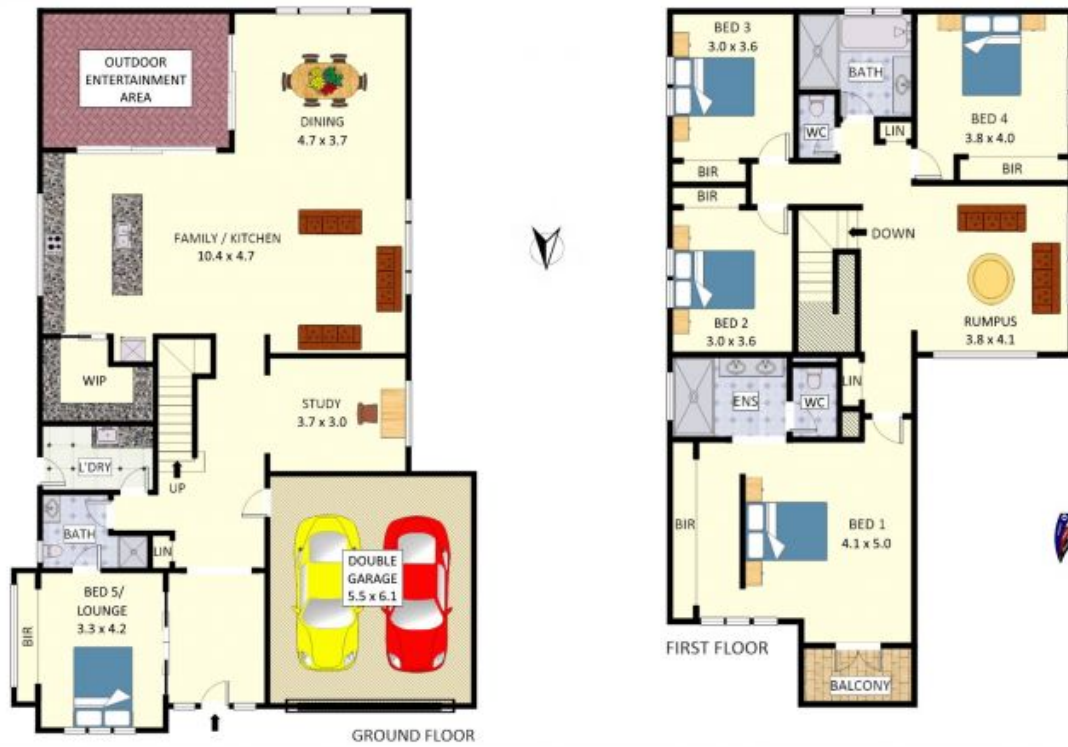 OUTDOOR
ENTERTAINMENT
AREA
DINING
4.7 x 3.7
FAMILY / KITCHEN
10.4 x 4.7
WIP
STUDY
3.7 x 3.0
L'DRY
UP
BATH
LIN
BED 5/
LOUNGE
3.3 x 4.2
BIR
DOUBLE
GARAGE
5.5 x 6.1
GROUND FLOOR
BED 3
3.0 x 3.6
BATH
WC
LIN
BED 4
3.8 x 4.0
BIR
BIR
BIR
DOWN
BED 2
3.0 x 3.6
RUMPUS
3.8 x 4.1
ENS
WC
LIN
BIR
BED 1
4.1 x 5.0
FIRST FLOOR
BALCONY